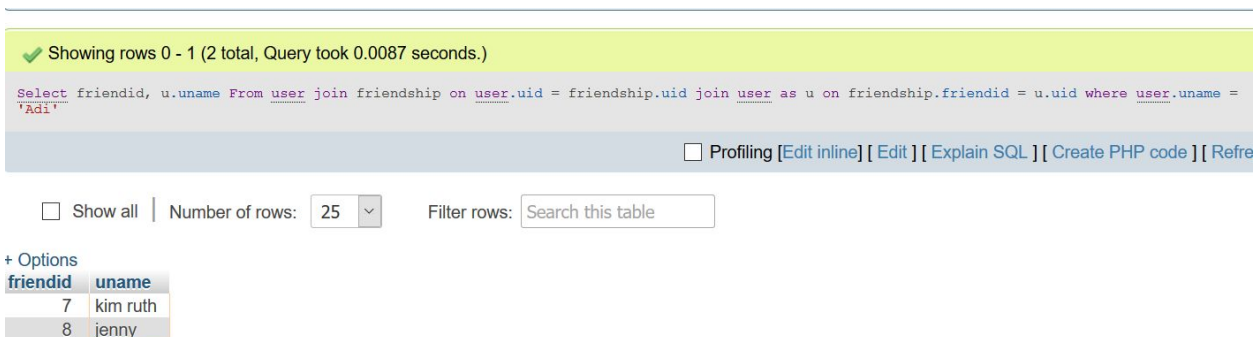 Showing rows 0 - 1 (2 total, Query took 0.0087 seconds.)
Select friendid, u.uname From user join friendship on user.uid = friendship.uid join user as u on friendship.friendid = u.uid where user.uname =
'Adi'
Profiling [Edit inline] [ Edit ] [ Explain SQL ] [ Create PHP code ] [ Refre
Show all Number of rows: 25 Filter rows: Search this table
+ Options
friendid uname
7 kim ruth
8 jenny